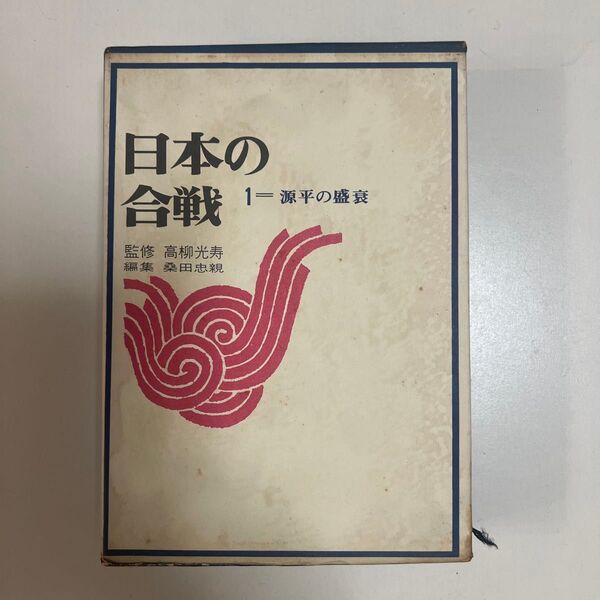 日本の
合戦
1＝源平の盛衰
監修 高柳光寿
編集 桑田忠親